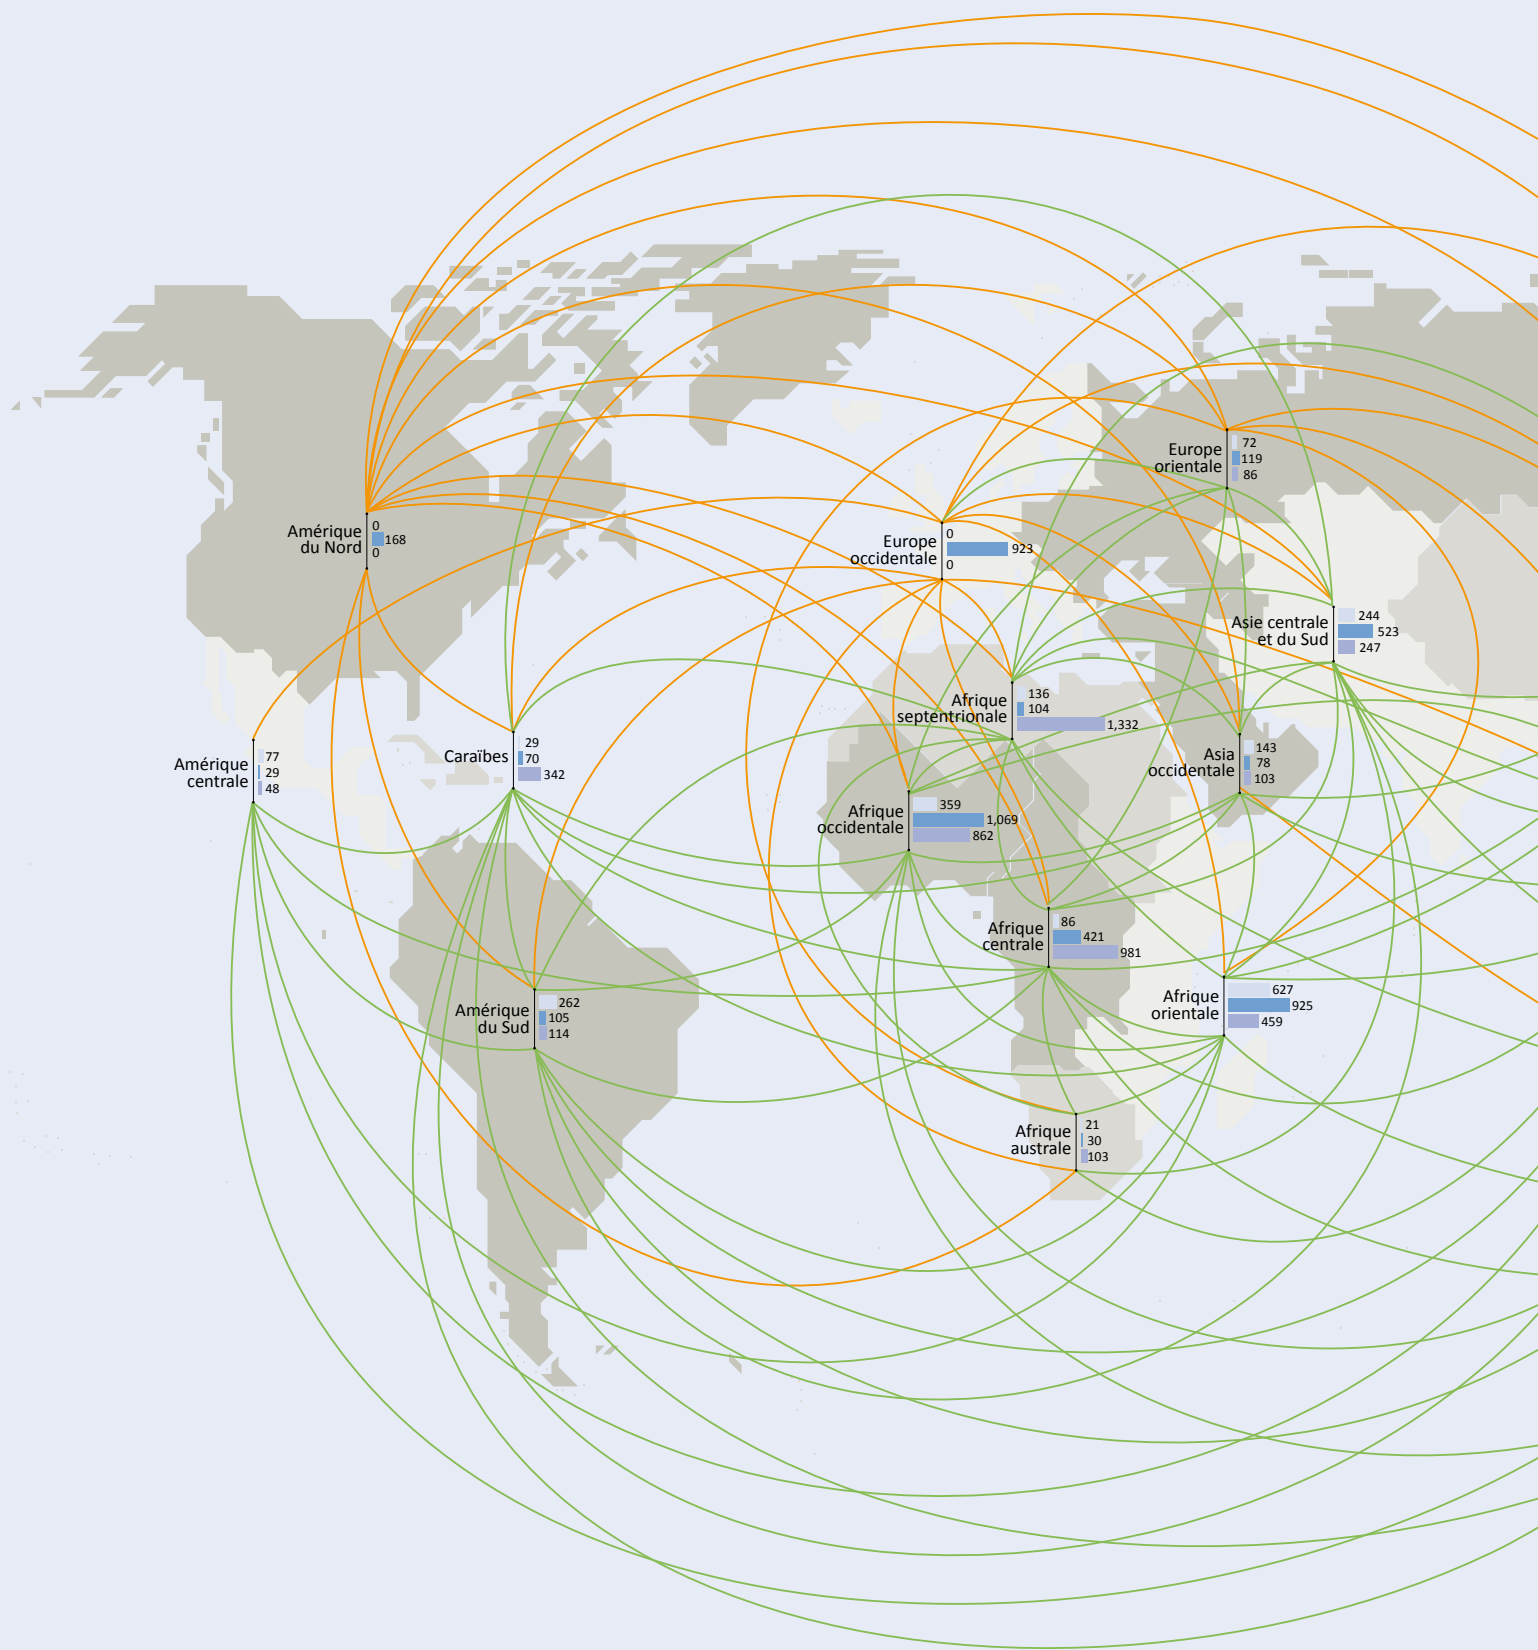 Europe
orientale
72
119
86
Amérique
du Nord
0
168
0
Europe
occidentale
0
923
0
Asie centrale
et du Sud
244
523
247
Afrique
septentrionale
136
104
1,332
Amérique
centrale
77
29
48
Caraïbes
29
70
342
Asia
occidentale
143
78
103
Afrique
occidentale
359
1,069
862
Afrique
centrale
86
421
981
Amérique
du Sud
262
105
114
Afrique
orientale
627
925
459
Afrique
australe
21
30
103